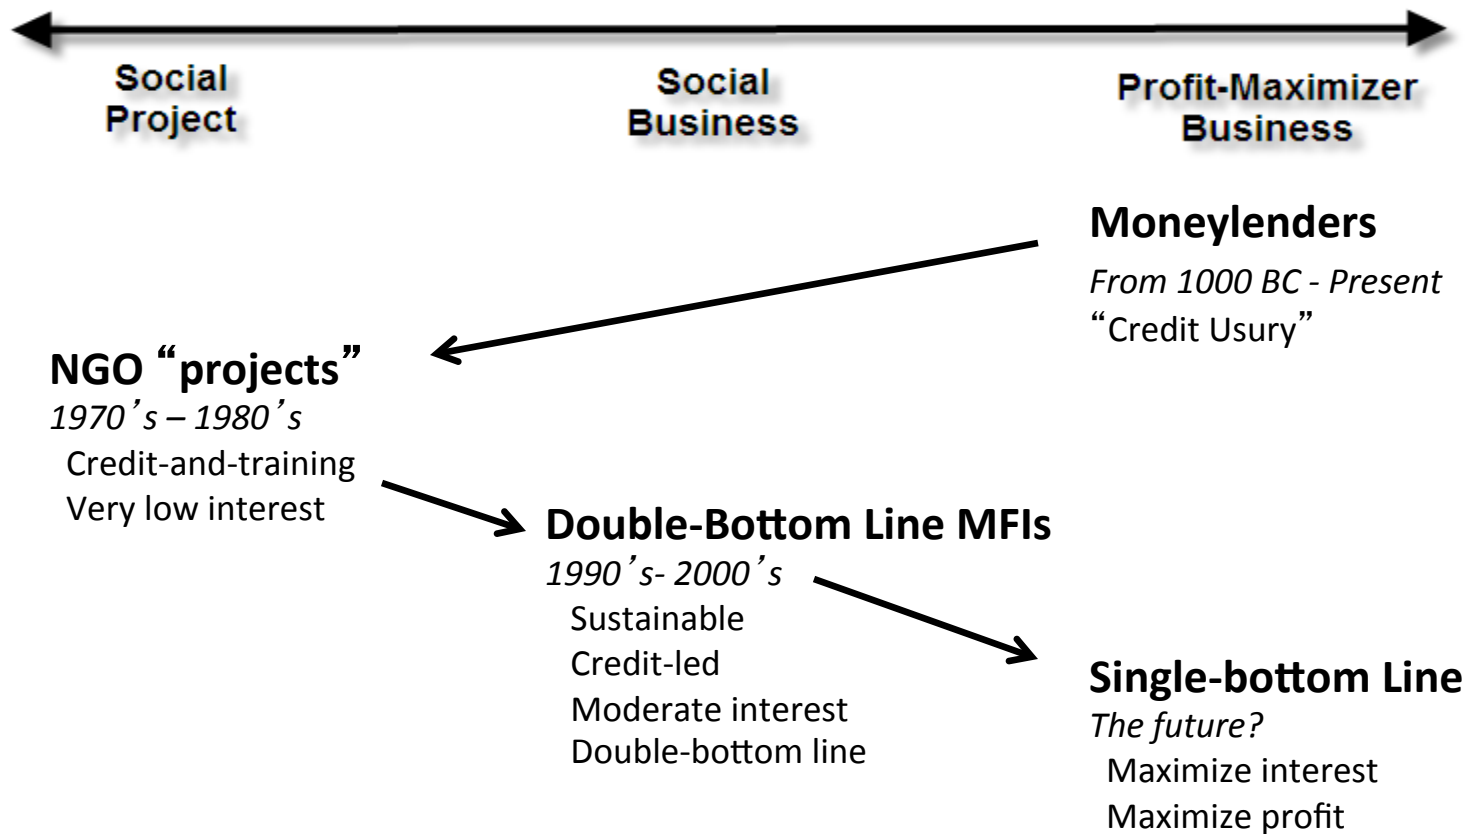 Social
Project
Social
Business
Profit-Maximizer
Business
Moneylenders
From 1000 BC - Present
“Credit Usury”
NGO “projects”
1970’s – 1980’s
Credit-and-training
Very low interest
Double-Bottom Line MFIs
1990’s- 2000’s
Sustainable
Credit-led
Moderate interest
Double-bottom line
Single-bottom Line
The future?
Maximize interest
Maximize profit